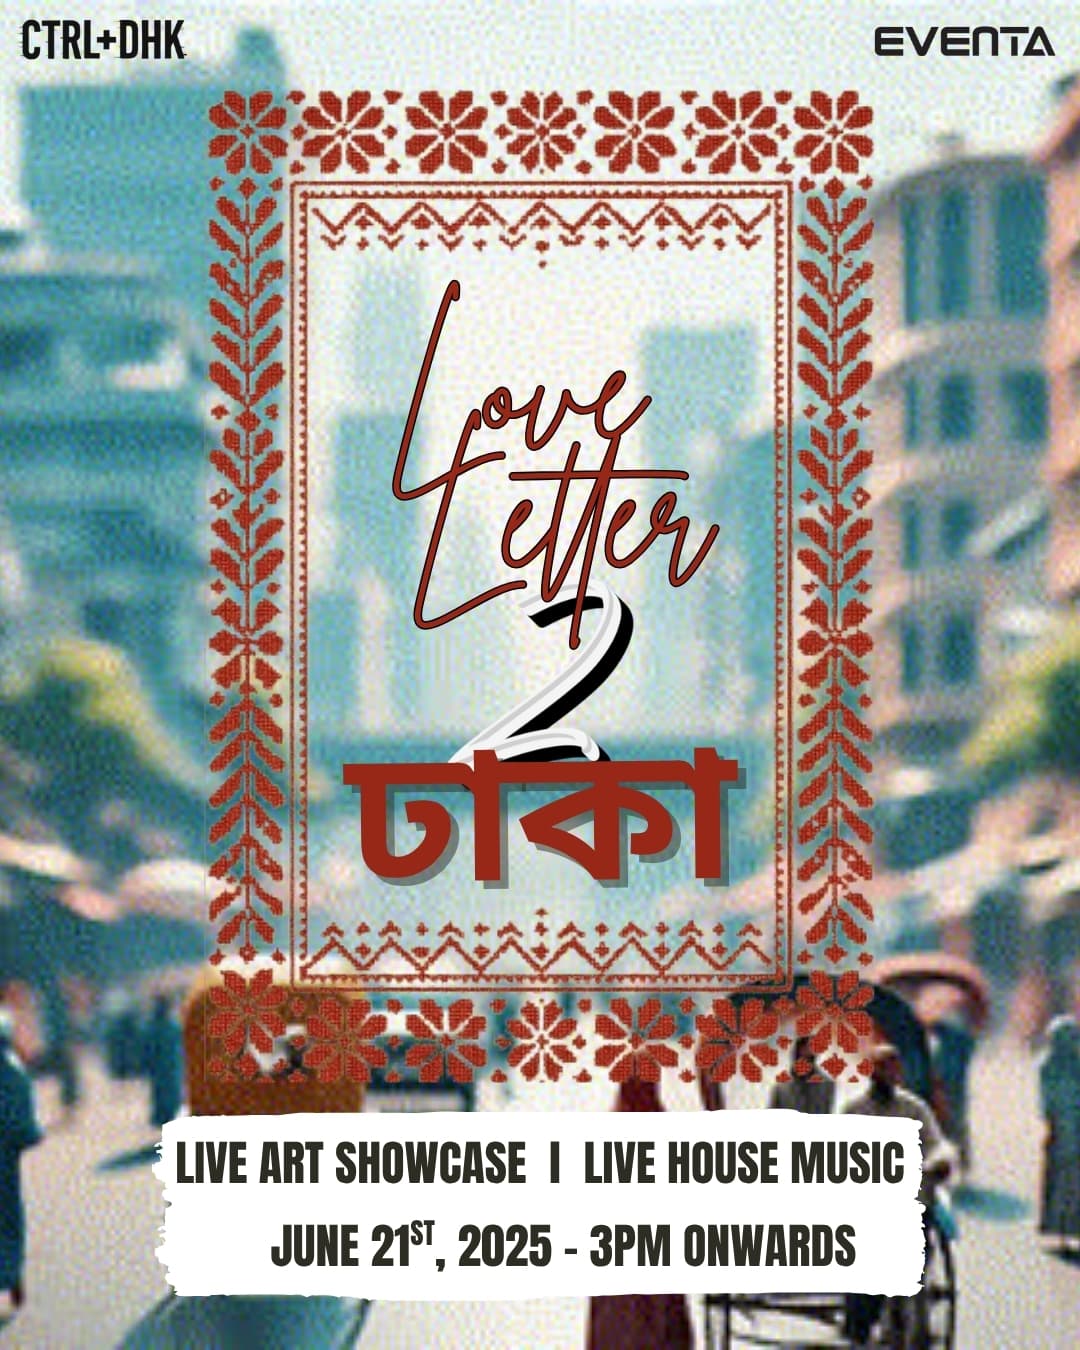 CTRL+DHK
EVENTA
Love
Letter
2
ঢাকা
LIVE ART SHOWCASE I LIVE HOUSE MUSIC
JUNE 21ST, 2025 - 3PM ONWARDS